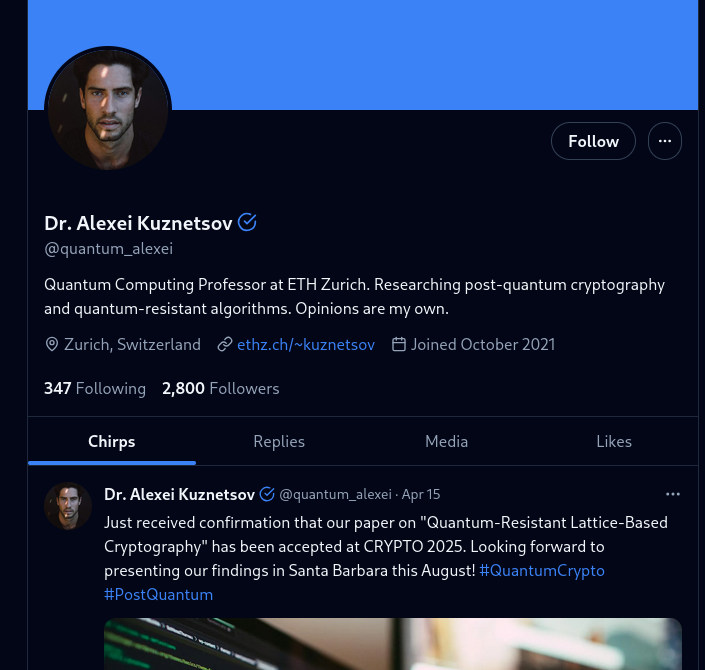 Follow
Dr. Alexei Kuznetsov
@quantum_alexei
Quantum Computing Professor at ETH Zurich. Researching post-quantum cryptography
and quantum-resistant algorithms. Opinions are my own.
Zurich, Switzerland ethz.ch/~kuznetsov Joined October 2021
347 Following 2,800 Followers
Chirps Replies Media Likes
Dr. Alexei Kuznetsov @quantum_alexei · Apr 15
Just received confirmation that our paper on "Quantum-Resistant Lattice-Based
Cryptography" has been accepted at CRYPTO 2025. Looking forward to
presenting our findings in Santa Barbara this August! #QuantumCrypto
#PostQuantum